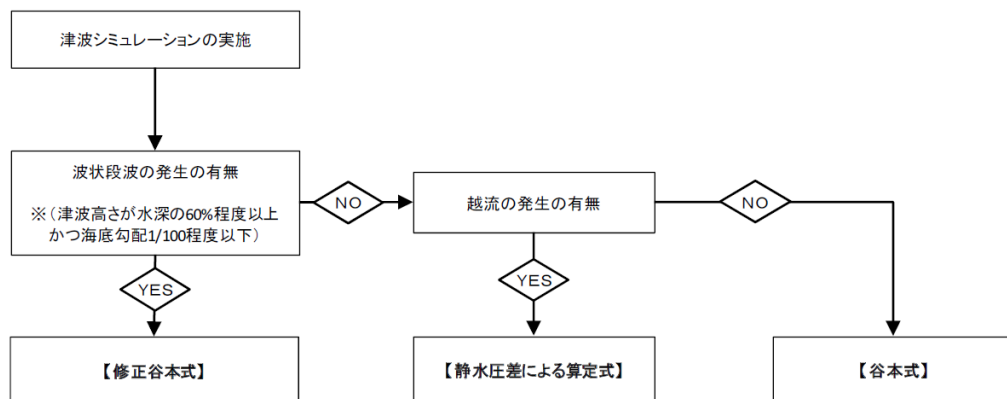 津波シミュレーションの実施
波状段波の発生の有無
※(津波高さが水深の60%程度以上
かつ海底勾配1/100程度以下)
NO
越流の発生の有無
NO
YES
YES
【修正谷本式】
【静水圧差による算定式】
【谷本式】